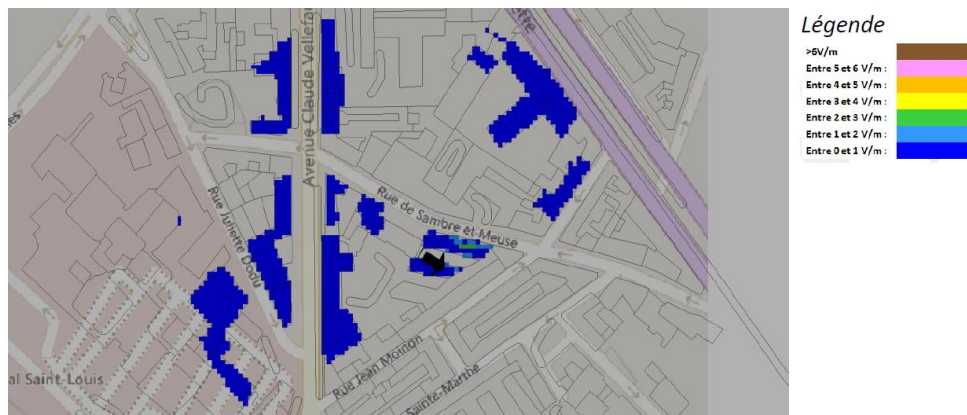 Légende
>6V/m
Entre 5 et 6 V/m :
Entre 4 et 5 V/m :
Entre 3 et 4 V/m :
Entre 2 et 3 V/m :
Entre 1 et 2 V/m :
Entre 0 et 1 V/m :
Avenue Claude Vellefau
ette
Rue Juliette Dodu
Rue de Sambre et-Meuse
Rue Jean Moinon
Sainte-Marthe
al Saint-Louis